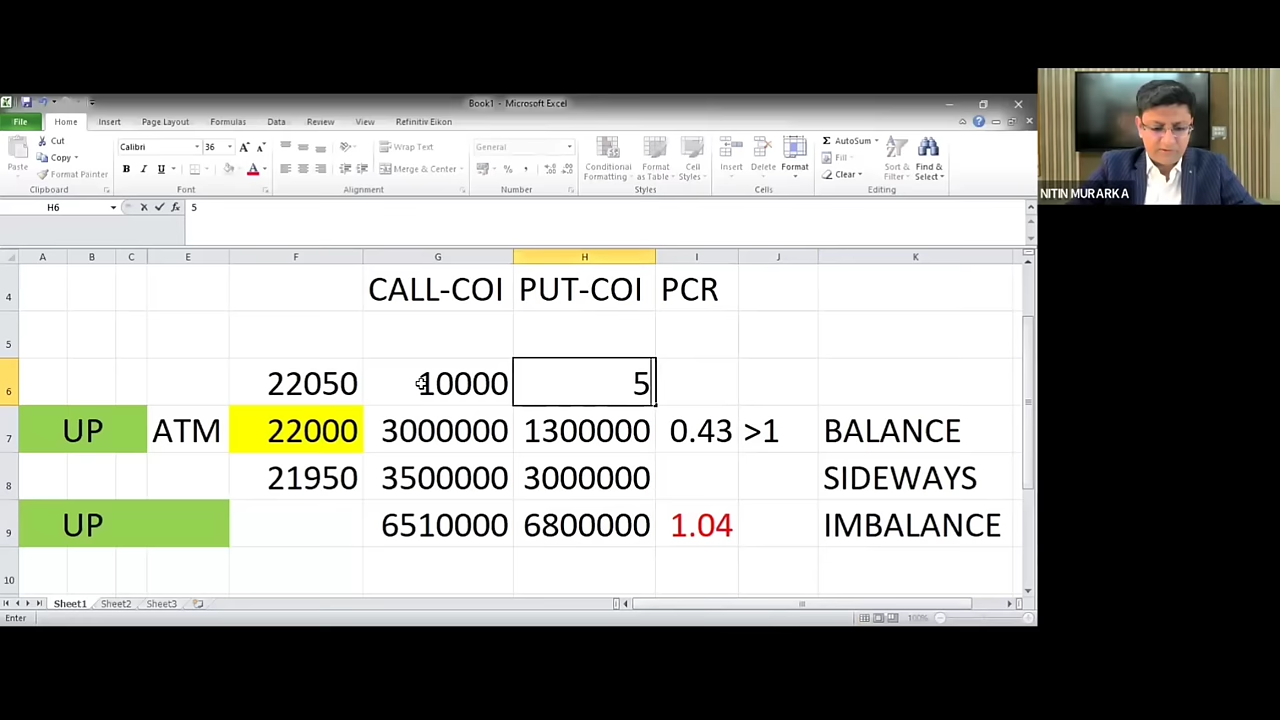 Book1 - Microsoft Excel
File Home Insert Page Layout Formulas Data Review View Refinitiv Eikon
Paste
Cut
Copy
Format Painter
Clipboard
Calibri 36
B I U
Font
Wrap Text
Merge & Center
Alignment
General
Number
Conditional Formatting
Format as Table
Cell Styles
Styles
Insert Delete Format
Cells
AutoSum
Fill
Clear
Sort & Filter
Find & Select
Editing
NITIN MURARKA
H6 5
A B C E F G H I J K
4 CALL-COI PUT-COI PCR
5
6 22050 10000 5
7 UP ATM 22000 3000000 1300000 0.43 >1 BALANCE
8 21950 3500000 3000000 SIDEWAYS
9 UP 6510000 6800000 1.04 IMBALANCE
10
Sheet1 Sheet2 Sheet3
Enter 100%